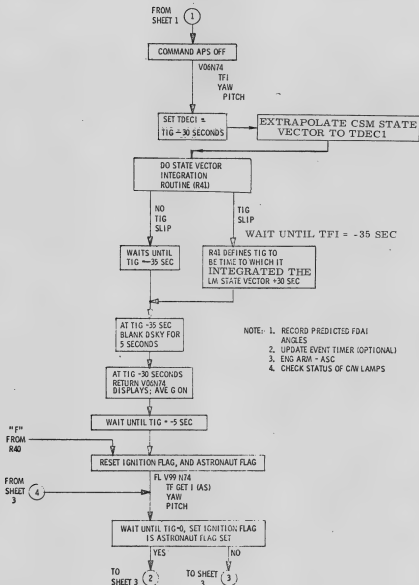 FROM
SHEET 1
1
COMMAND APS OFF
V06N74
TFI
YAW
PITCH
SET TDEC1 =
TIG -30 SECONDS
EXTRAPOLATE CSM STATE
VECTOR TO TDEC1
DO STATE VECTOR
INTEGRATION
ROUTINE (R41)
NO
TIG
SLIP
TIG
SLIP
WAIT UNTIL TFI = -35 SEC
WAITS UNTIL
TIG -35 SEC
R41 DEFINES TIG TO
BE TIME TO WHICH IT
INTEGRATED THE
LM STATE VECTOR +30 SEC
AT TIG -35 SEC
BLANK DSKY FOR
5 SECONDS
NOTE: 1. RECORD PREDICTED FDAI
ANGLES
2. UPDATE EVENT TIMER (OPTIONAL)
3. ENG ARM - ASC
4. CHECK STATUS OF C/W LAMPS
AT TIG -30 SECONDS
RETURN V06N74
DISPLAYS; AVE G ON
WAIT UNTIL TIG = -5 SEC
"F"
FROM
R40
RESET IGNITION FLAG, AND ASTRONAUT FLAG
FROM
SHEET
3
4
FL V99 N74
TF GET I (AS)
YAW
PITCH
WAIT UNTIL TIG=0, SET IGNITION FLAG
IS ASTRONAUT FLAG SET
YES
NO
TO
SHEET 3
2
TO SHEET
3
3